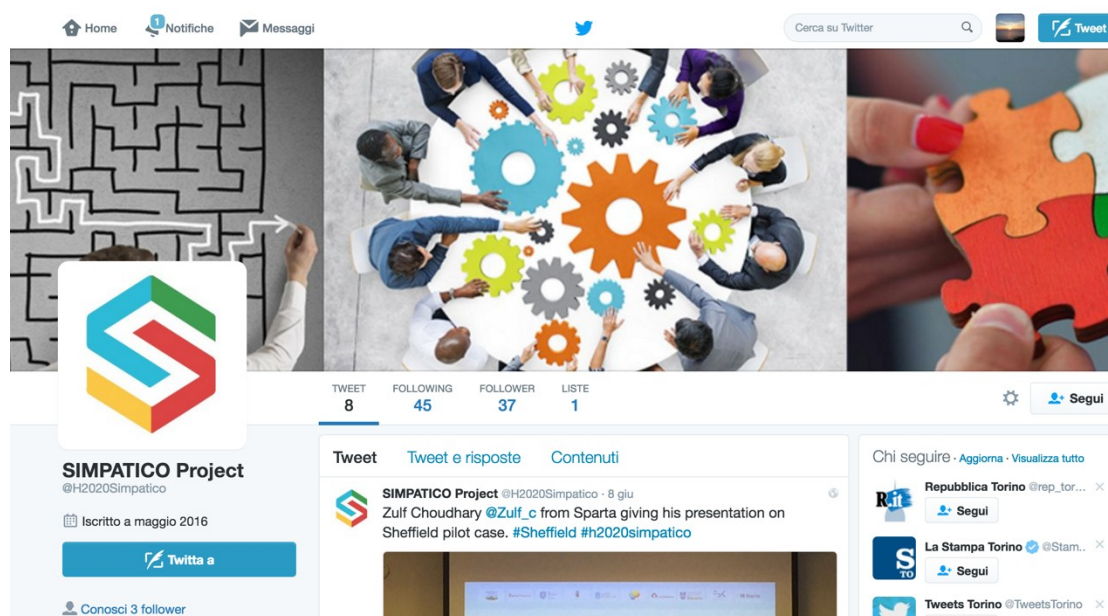 Home
1
Notifiche
Messaggi
Cerca su Twitter
Tweet
TWEET
8
FOLLOWING
45
FOLLOWER
37
LISTE
1
Segui
SIMPATICO Project
@H2020Simpatico
Iscritto a maggio 2016
Twitta a
Conosci 3 follower
Tweet Tweet e risposte Contenuti
SIMPATICO Project @H2020Simpatico · 8 giu
Zulf Choudhary @Zulf_c from Sparta giving his presentation on
Sheffield pilot case. #Sheffield #h2020simpatico
Chi seguire · Aggiorna · Visualizza tutto
R.it
Repubblica Torino @rep_tor...
Segui
S
TO
La Stampa Torino @Stam..
Segui
Tweets Torino @TweetsTorino